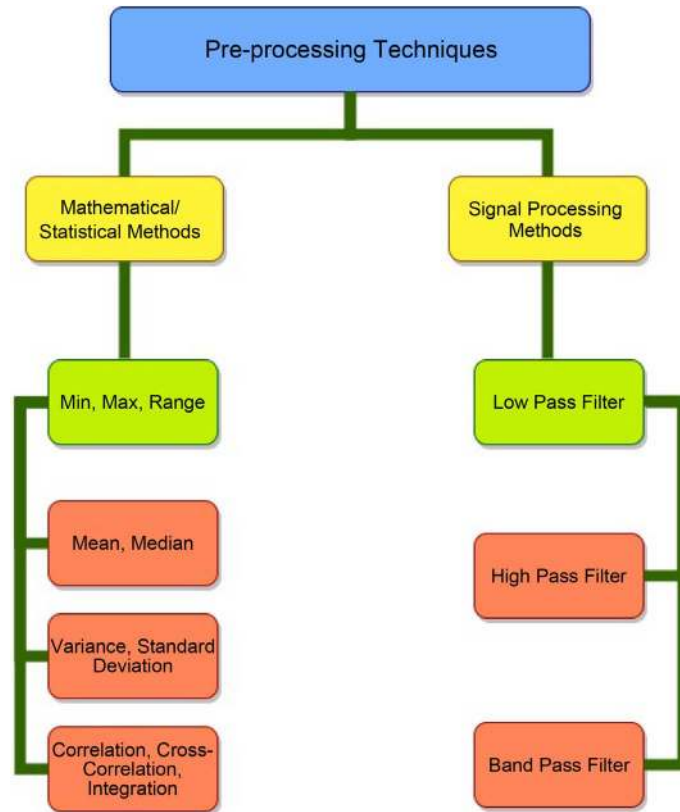 Pre-processing Techniques
Mathematical/
Statistical Methods
Signal Processing
Methods
Min, Max, Range
Low Pass Filter
Mean, Median
High Pass Filter
Variance, Standard
Deviation
Correlation, Cross-
Correlation,
Integration
Band Pass Filter